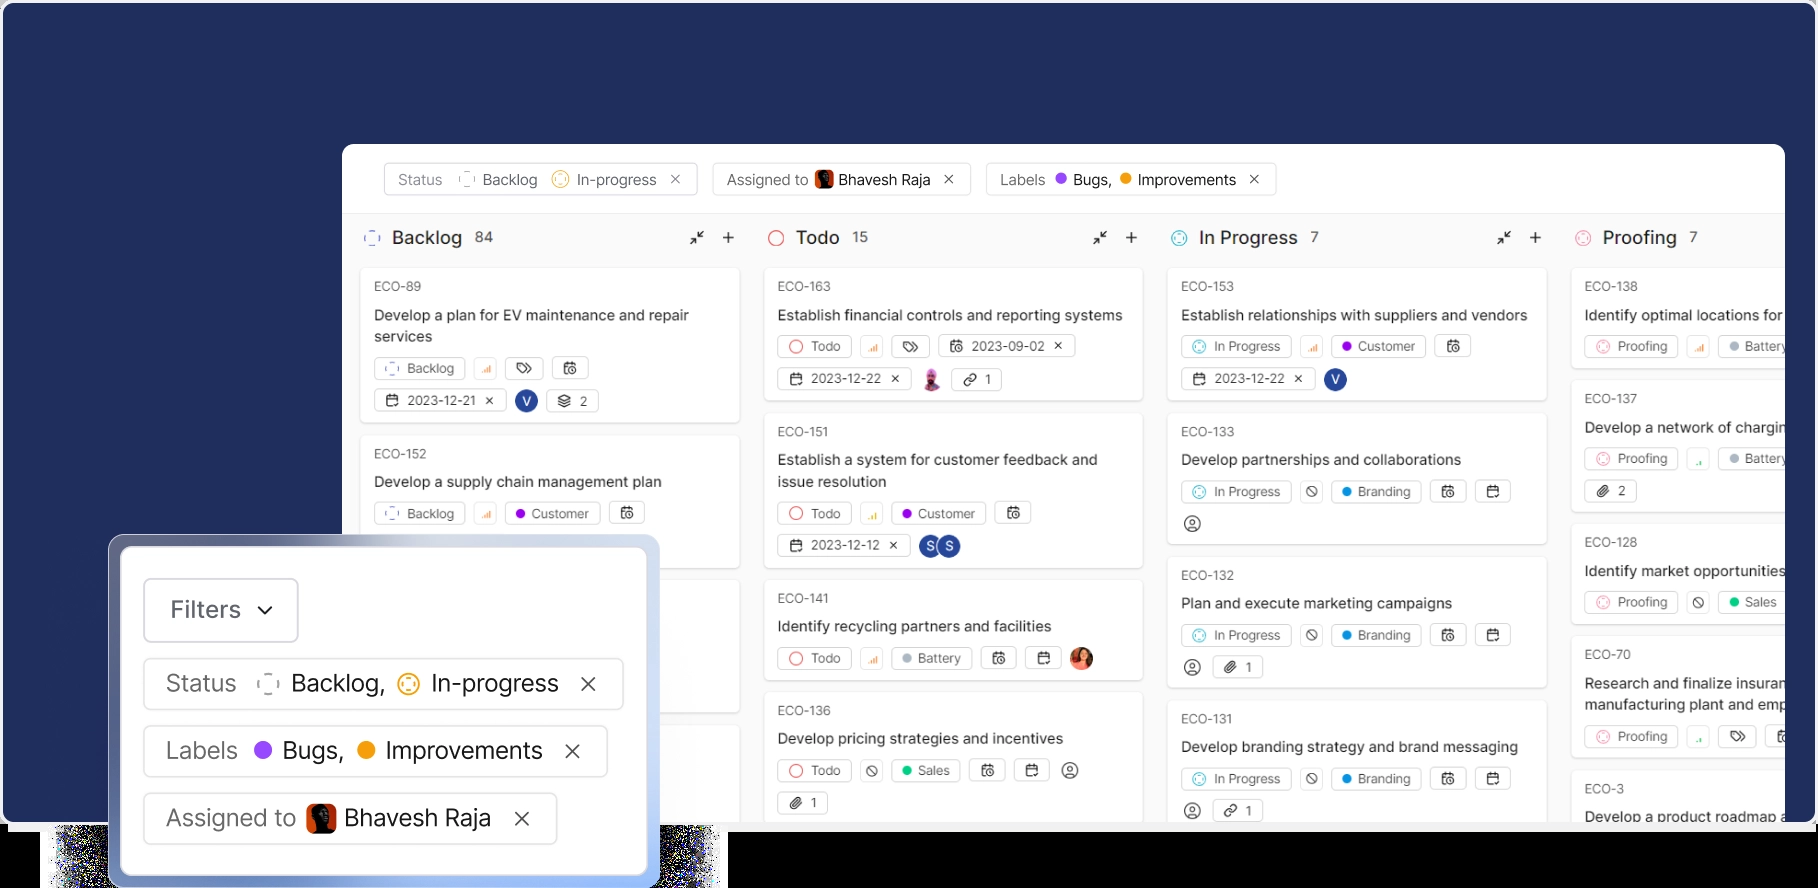 Status Backlog In-progress ×
Assigned to Bhavesh Raja ×
Labels Bugs, Improvements ×
Backlog 84
ECO-89
Develop a plan for EV maintenance and repair
services
Backlog
2023-12-21 × V 2
ECO-152
Develop a supply chain management plan
Backlog Customer
Todo 15
ECO-163
Establish financial controls and reporting systems
Todo 2023-09-02 ×
2023-12-22 × 1
ECO-151
Establish a system for customer feedback and
issue resolution
Todo Customer
2023-12-12 × S S
ECO-141
Identify recycling partners and facilities
Todo Battery
ECO-136
Develop pricing strategies and incentives
Todo Sales
1
In Progress 7
ECO-153
Establish relationships with suppliers and vendors
In Progress Customer
2023-12-22 × V
ECO-133
Develop partnerships and collaborations
In Progress Branding
ECO-132
Plan and execute marketing campaigns
In Progress Branding
1
ECO-131
Develop branding strategy and brand messaging
In Progress Branding
1
Proofing 7
ECO-138
Identify optimal locations for
Proofing Battery
ECO-137
Develop a network of chargin
Proofing Battery
2
ECO-128
Identify market opportunities
Proofing Sales
ECO-70
Research and finalize insuran
manufacturing plant and emp
Proofing
ECO-3
Develop a product roadmap a
Filters
Status Backlog, In-progress ×
Labels Bugs, Improvements ×
Assigned to Bhavesh Raja ×